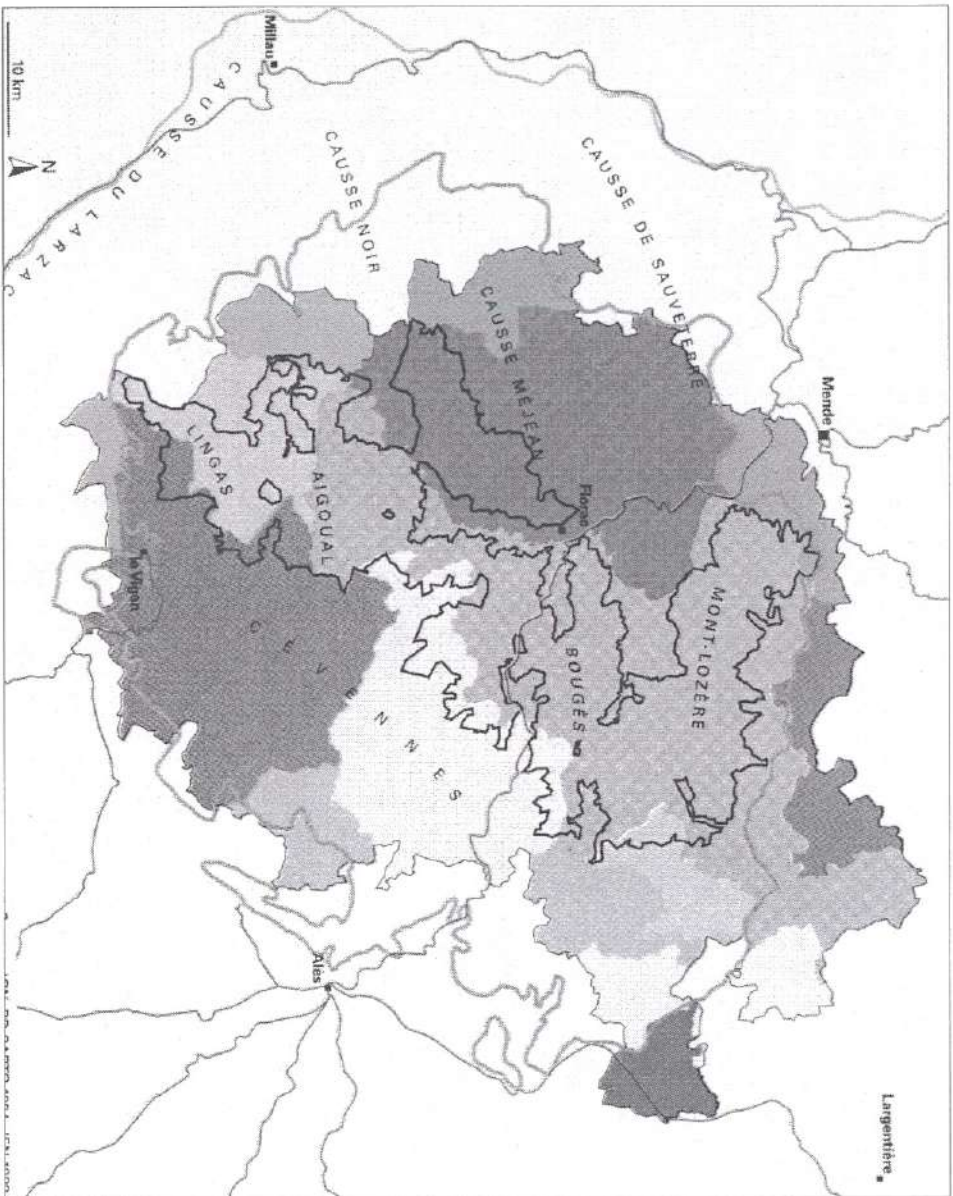 Largentière
Mende
CAUSSE DE SAUVETERRE
MONT-LOZÈRE
CAUSSE MÉJEAN
Florac
BOUGÈS
CAUSSE NOIR
Millau
AIGOUAL
CÉVENNES
Alès
LINGAS
CAUSSE DU LARZAC
le Vigan
10 km
N